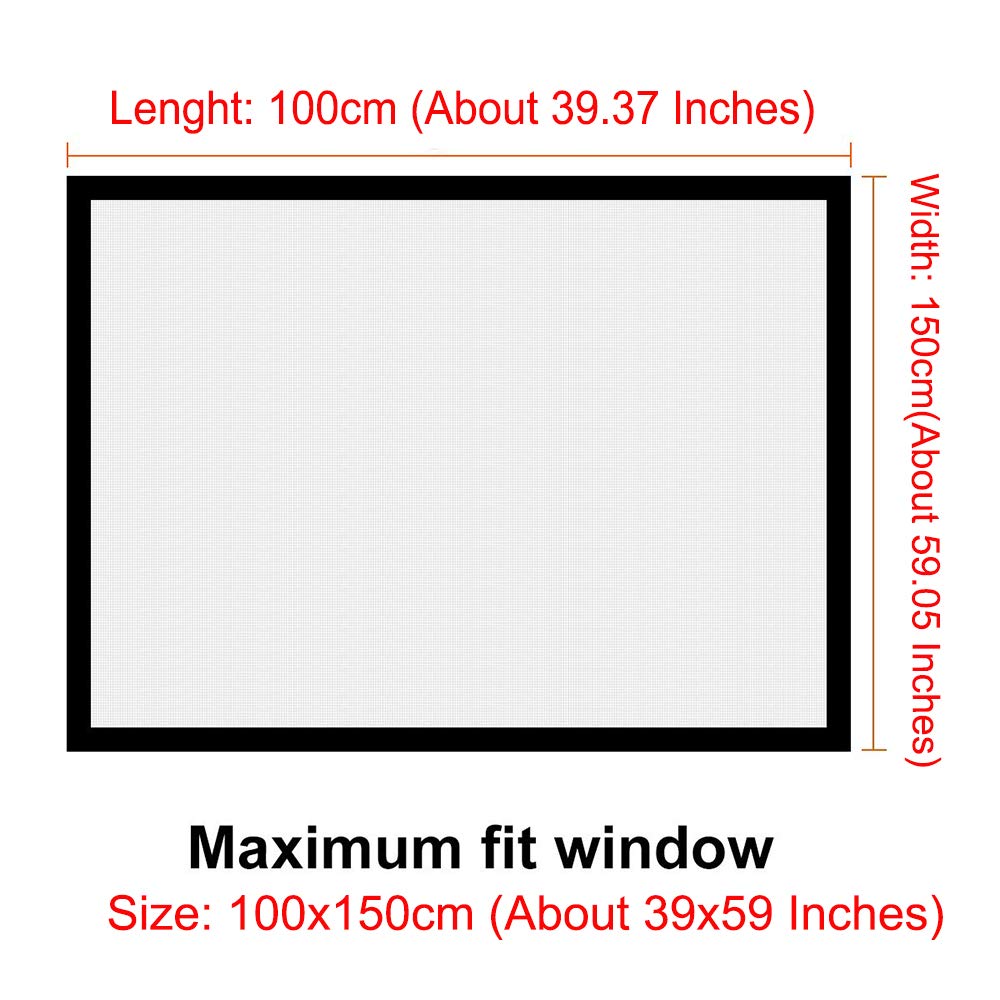 Lenght: 100cm (About 39.37 Inches)
Width: 150cm(About 59.05 Inches)
Maximum fit window
Size: 100x150cm (About 39x59 Inches)